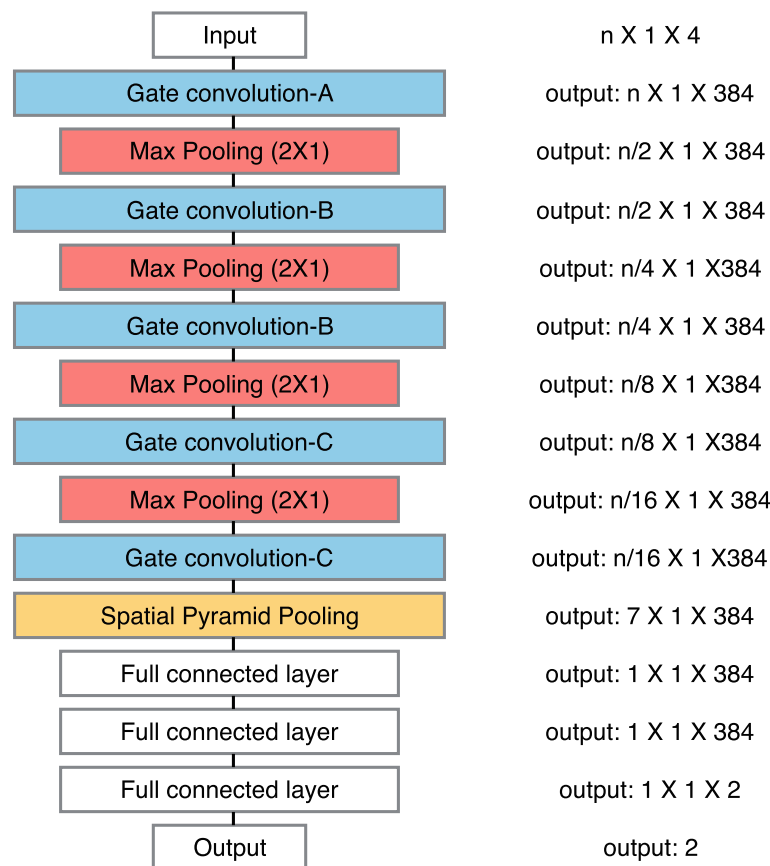 Input n X 1 X 4
Gate convolution-A output: n X 1 X 384
Max Pooling (2X1) output: n/2 X 1 X 384
Gate convolution-B output: n/2 X 1 X 384
Max Pooling (2X1) output: n/4 X 1 X384
Gate convolution-B output: n/4 X 1 X 384
Max Pooling (2X1) output: n/8 X 1 X384
Gate convolution-C output: n/8 X 1 X384
Max Pooling (2X1) output: n/16 X 1 X 384
Gate convolution-C output: n/16 X 1 X384
Spatial Pyramid Pooling output: 7 X 1 X 384
Full connected layer output: 1 X 1 X 384
Full connected layer output: 1 X 1 X 384
Full connected layer output: 1 X 1 X 2
Output output: 2